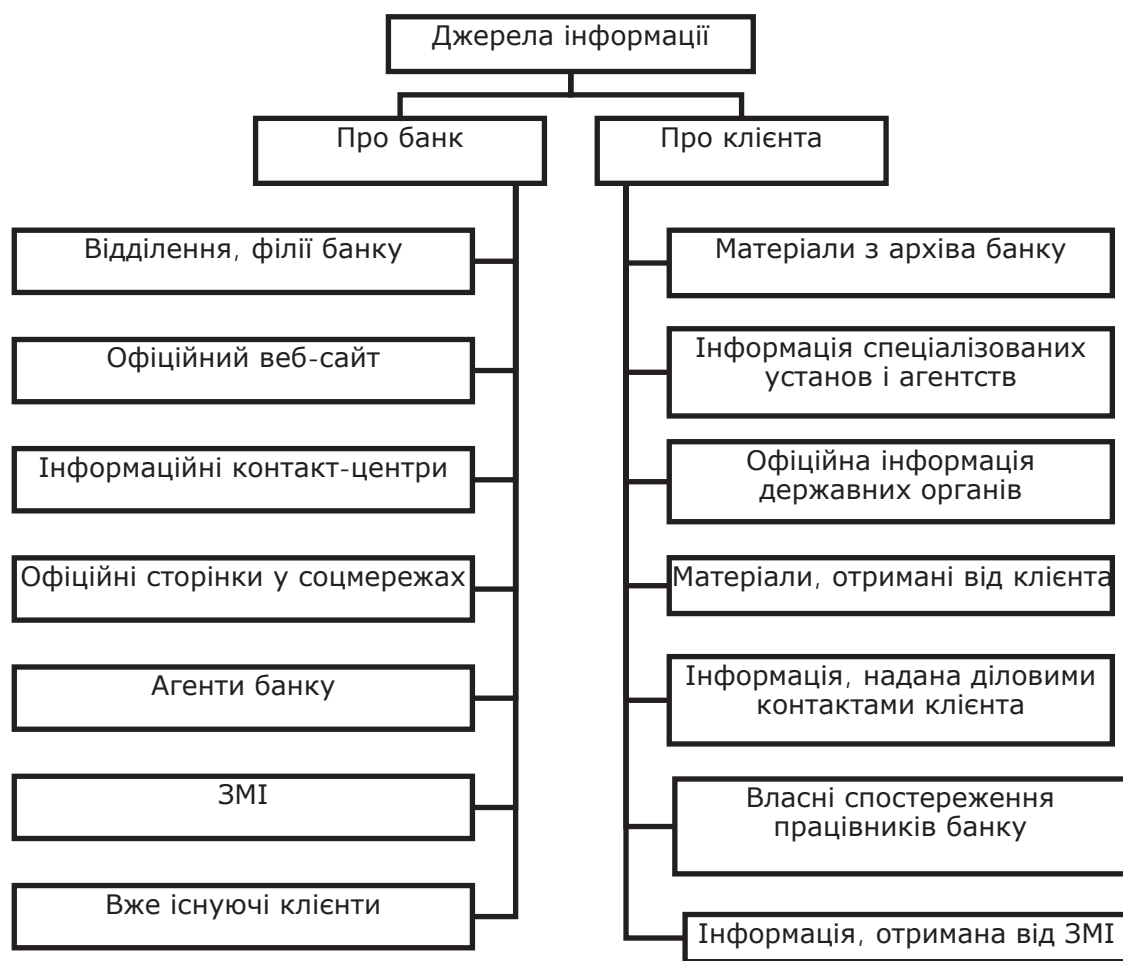 Джерела інформації
Про банк
Про клієнта
Відділення, філії банку
Офіційний веб-сайт
Інформаційні контакт-центри
Офіційні сторінки у соцмережах
Агенти банку
ЗМІ
Вже існуючі клієнти
Матеріали з архіва банку
Інформація спеціалізованих
установ і агентств
Офіційна інформація
державних органів
Матеріали, отримані від клієнта
Інформація, надана діловими
контактами клієнта
Власні спостереження
працівників банку
Інформація, отримана від ЗМІ